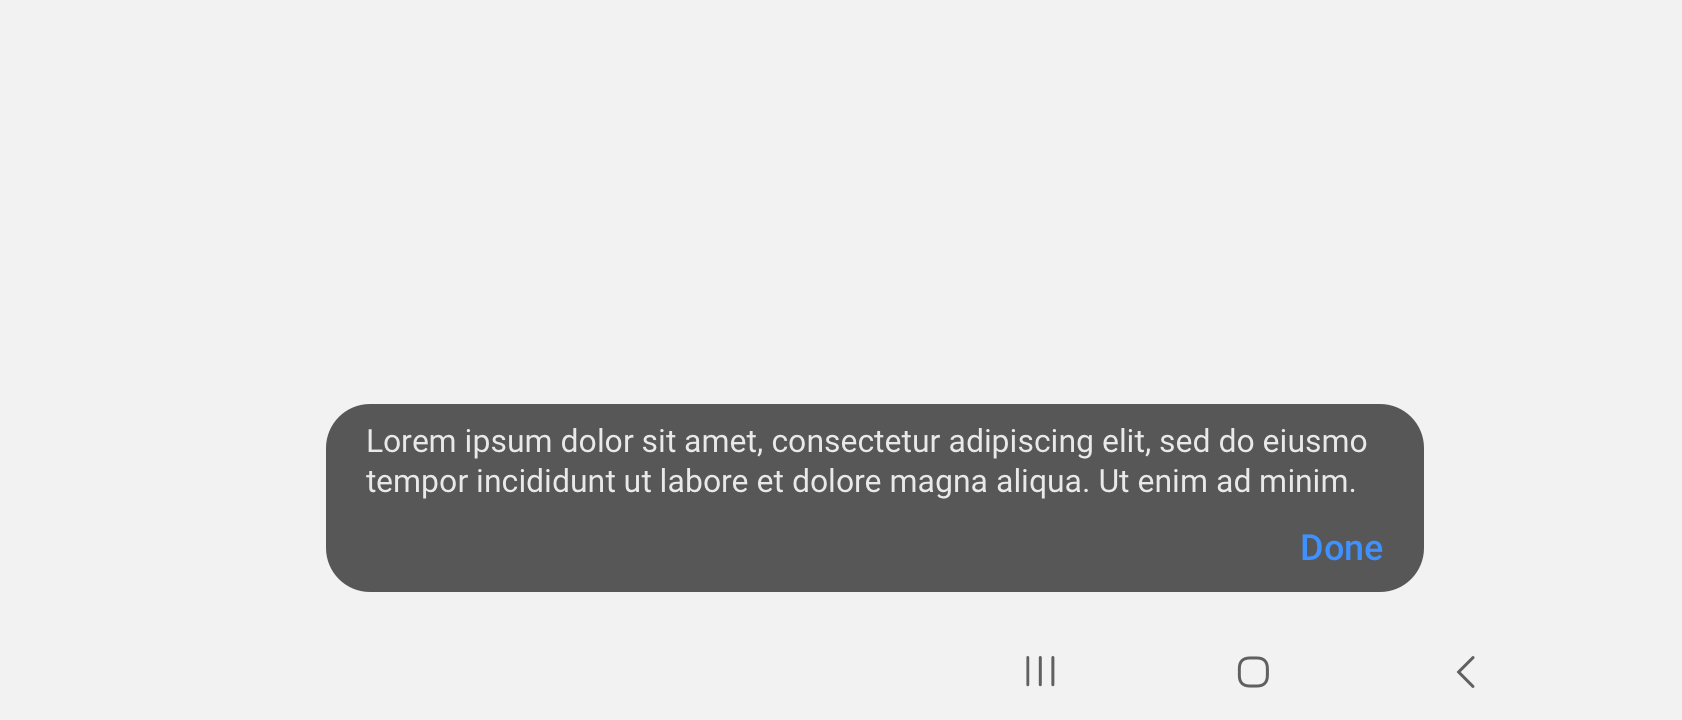 Lorem ipsum dolor sit amet, consectetur adipiscing elit, sed do eiusmo
tempor incididunt ut labore et dolore magna aliqua. Ut enim ad minim.
Done